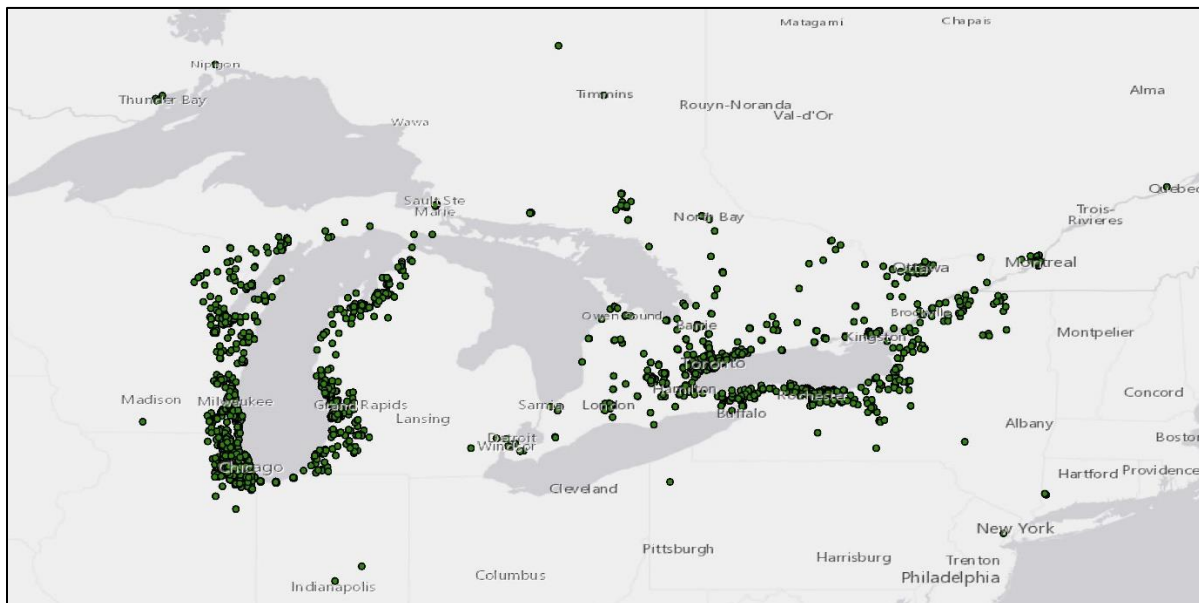 Matagami
Chapais
Nipigon
Thunder Bay
Timmins
Rouyn-Noranda
Val-d'Or
Alma
Wawa
Sault Ste
Marie
North Bay
Quebec
Trois-
Rivieres
Ottawa
Montreal
Owen Sound
Barrie
Brockville
Kingston
Montpelier
Toronto
Madison
Milwaukee
Grand Rapids
Lansing
Sarnia
London
Hamilton
Rochester
Buffalo
Concord
Albany
Boston
Detroit
Windsor
Chicago
Cleveland
Hartford
Providence
New York
Pittsburgh
Harrisburg
Trenton
Philadelphia
Columbus
Indianapolis